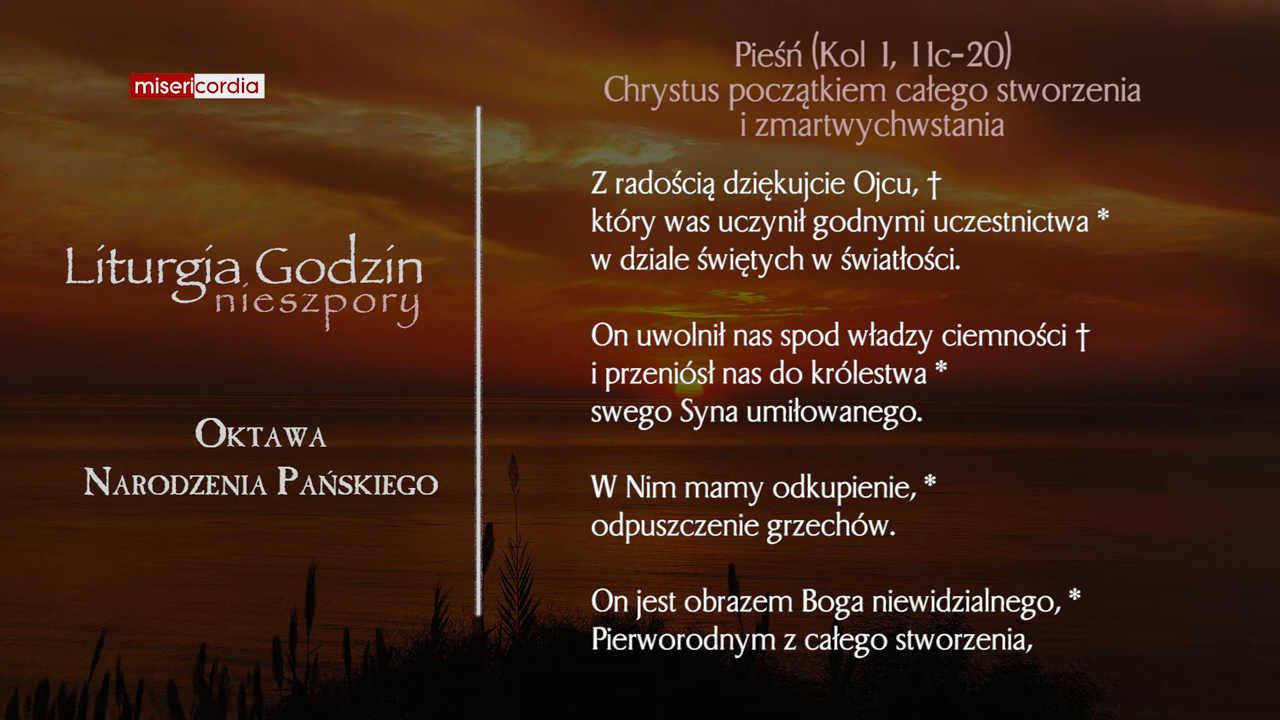 misericordia
Liturgia Godzin
nieszpory
Oktawa
Narodzenia Pańskiego
Pieśń (Kol 1, 11c-20)
Chrystus początkiem całego stworzenia
i zmartwychwstania
Z radością dziękujcie Ojcu, †
który was uczynił godnymi uczestnictwa *
w dziale świętych w światłości.
On uwolnił nas spod władzy ciemności †
i przeniósł nas do królestwa *
swego Syna umiłowanego.
W Nim mamy odkupienie, *
odpuszczenie grzechów.
On jest obrazem Boga niewidzialnego, *
Pierworodnym z całego stworzenia,